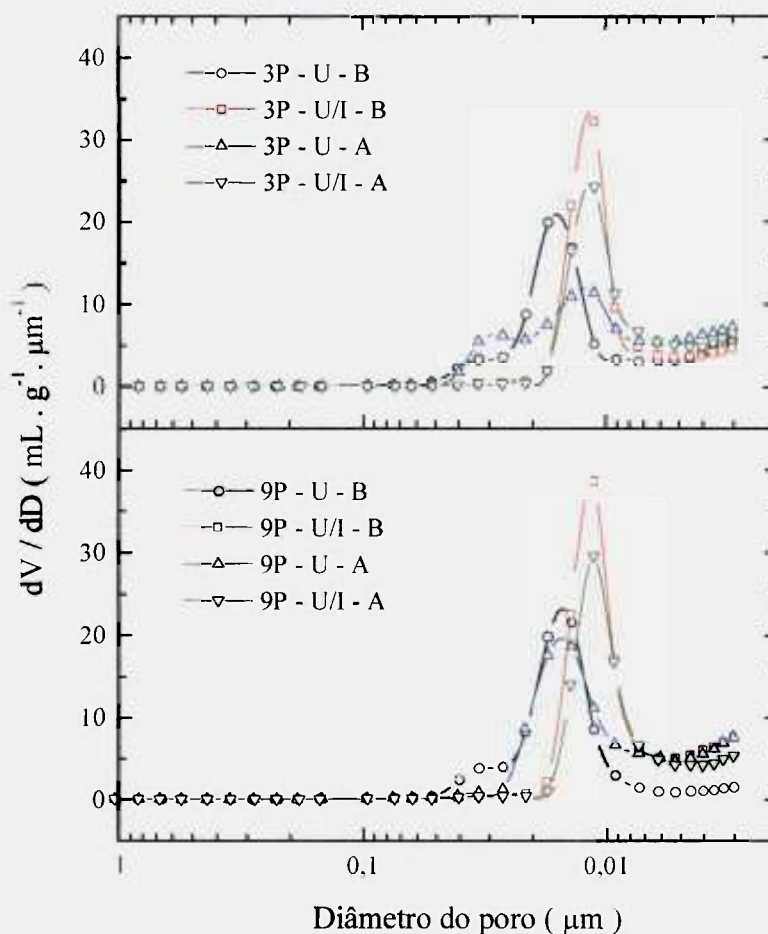 40
30
20
10
0
3P - U - B
3P - U/I - B
3P - U - A
3P - U/I - A
dV / dD ( mL . g⁻¹ . µm⁻¹ )
40
30
20
10
0
9P - U - B
9P - U/I - B
9P - U - A
9P - U/I - A
1
0,1
0,01
Diâmetro do poro ( µm )